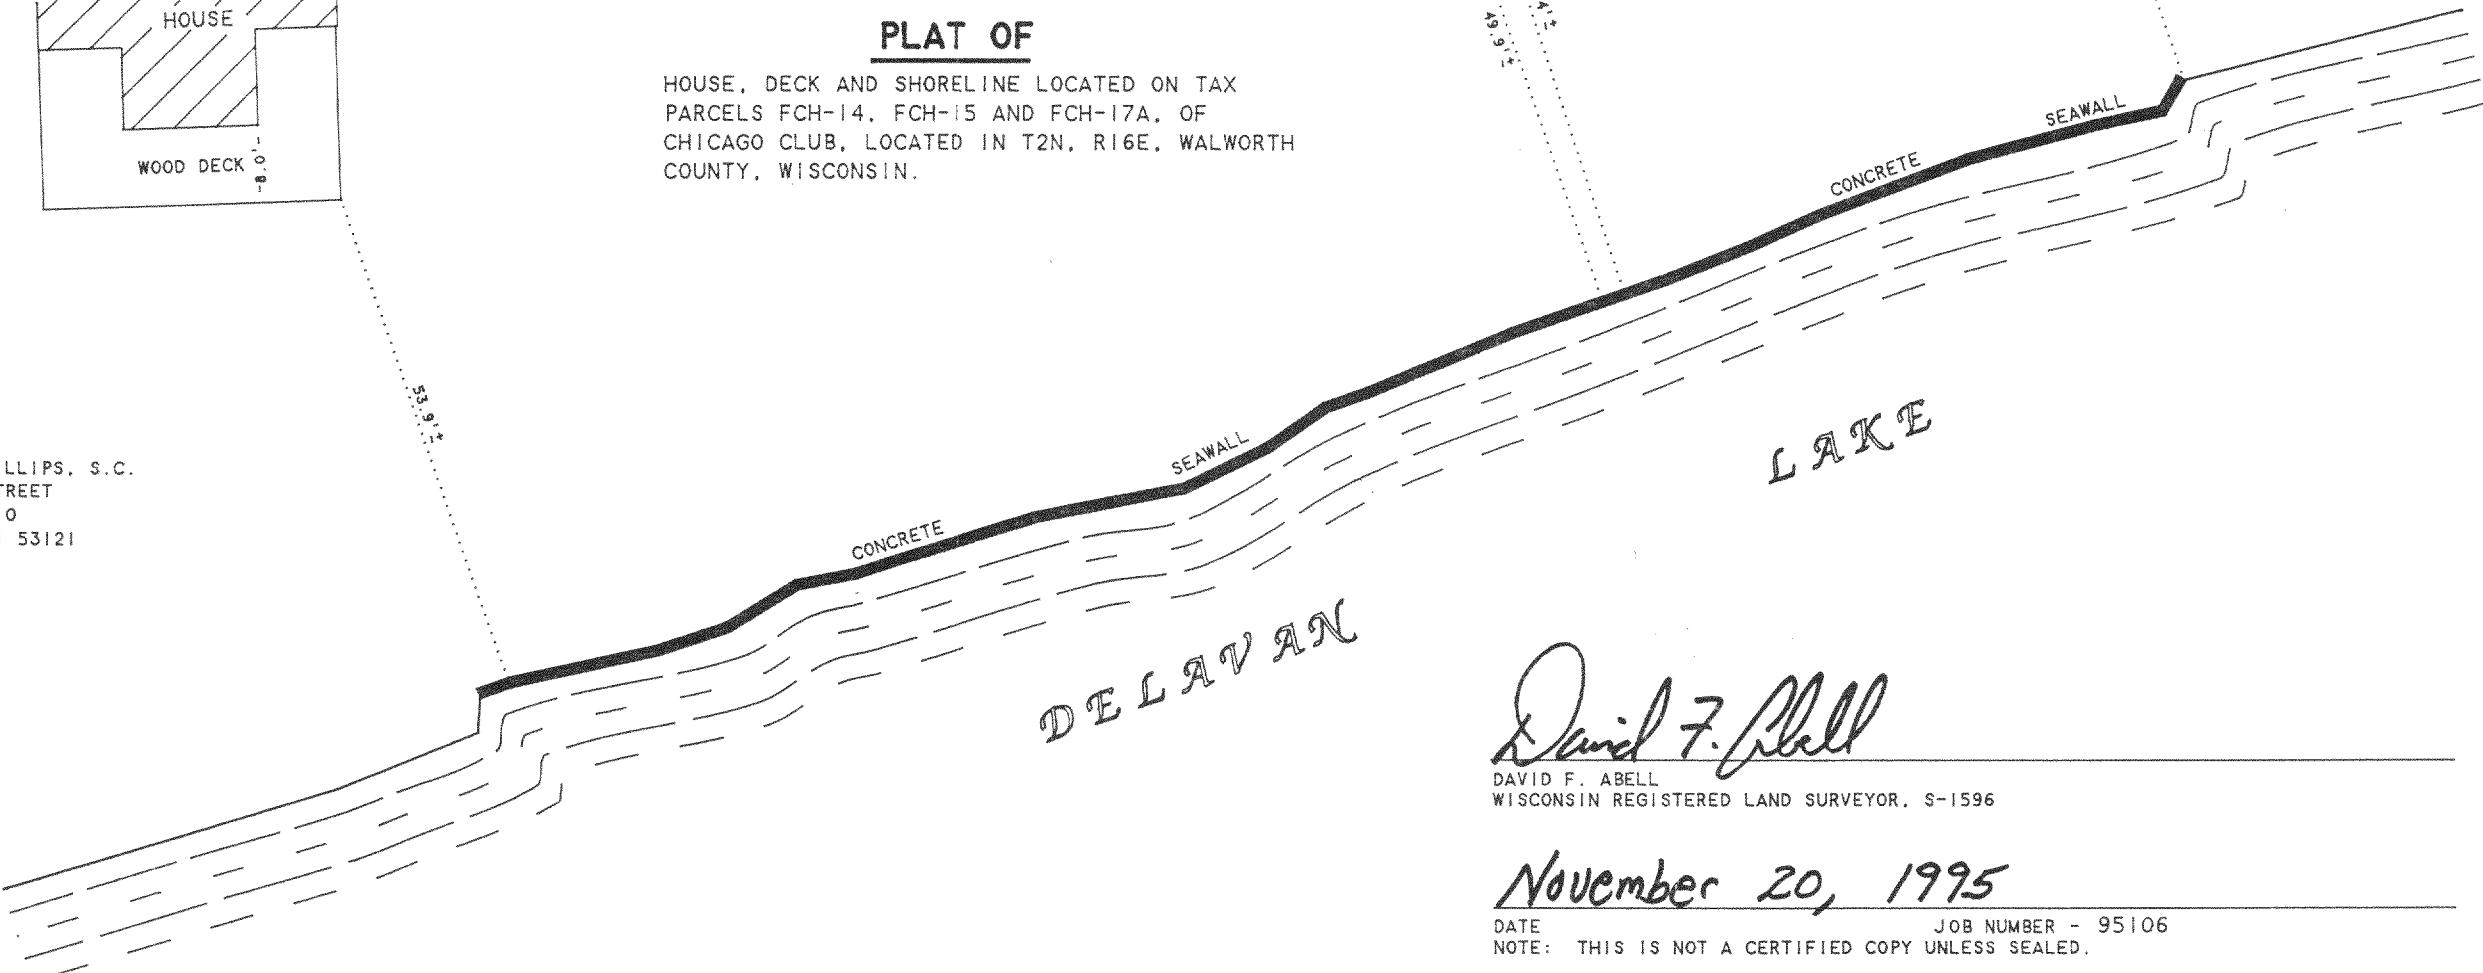 HOUSE
WOOD DECK
8.0'
PLAT OF
HOUSE, DECK AND SHORELINE LOCATED ON TAX
PARCELS FCH-14, FCH-15 AND FCH-17A, OF
CHICAGO CLUB, LOCATED IN T2N, R16E, WALWORTH
COUNTY, WISCONSIN.
49.9'±
4'±
53.9'±
SEAWALL
CONCRETE
SEAWALL
CONCRETE
LLIPS, S.C.
TREET
O
53121
DELAVAN LAKE
David F. Abell
DAVID F. ABELL
WISCONSIN REGISTERED LAND SURVEYOR, S-1596
November 20, 1995
DATE JOB NUMBER - 95106
NOTE: THIS IS NOT A CERTIFIED COPY UNLESS SEALED.